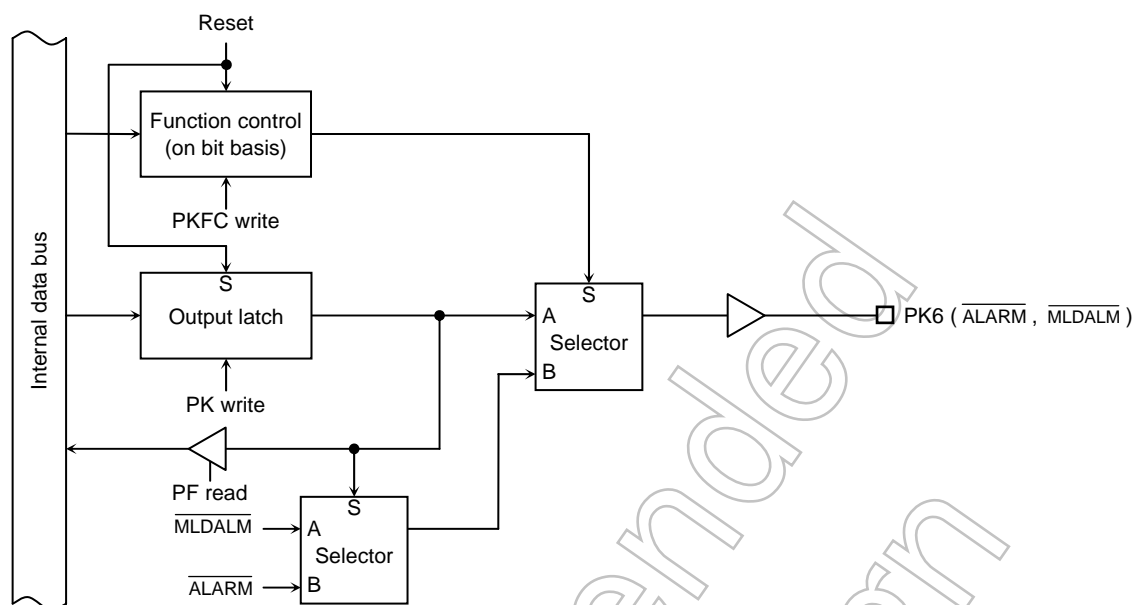 Reset
Function control
(on bit basis)
PKFC write
Internal data bus
S
Output latch
PK write
S
A
Selector
B
PK6 ( ALARM , MLDALM )
PF read
S
MLDALM
A
Selector
ALARM
B